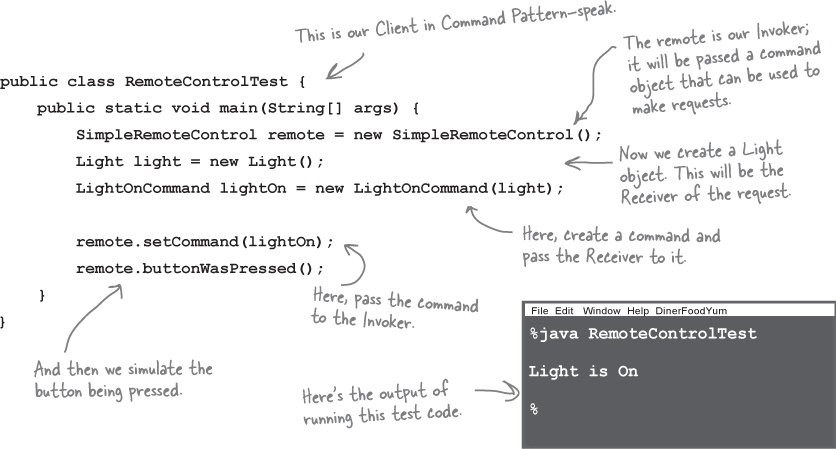 This is our Client in Command Pattern-speak.
The remote is our Invoker;
it will be passed a command
object that can be used to
make requests.
public class RemoteControlTest {
public static void main(String[] args) {
SimpleRemoteControl remote = new SimpleRemoteControl();
Light light = new Light();
LightOnCommand lightOn = new LightOnCommand(light);
Now we create a Light
object. This will be the
Receiver of the request.
Here, create a command and
pass the Receiver to it.
remote.setCommand(lightOn);
remote.buttonWasPressed();
}
}
Here, pass the command
to the Invoker.
And then we simulate the
button being pressed.
Here's the output of
running this test code.
File Edit Window Help DinerFoodYum
%java RemoteControlTest
Light is On
%